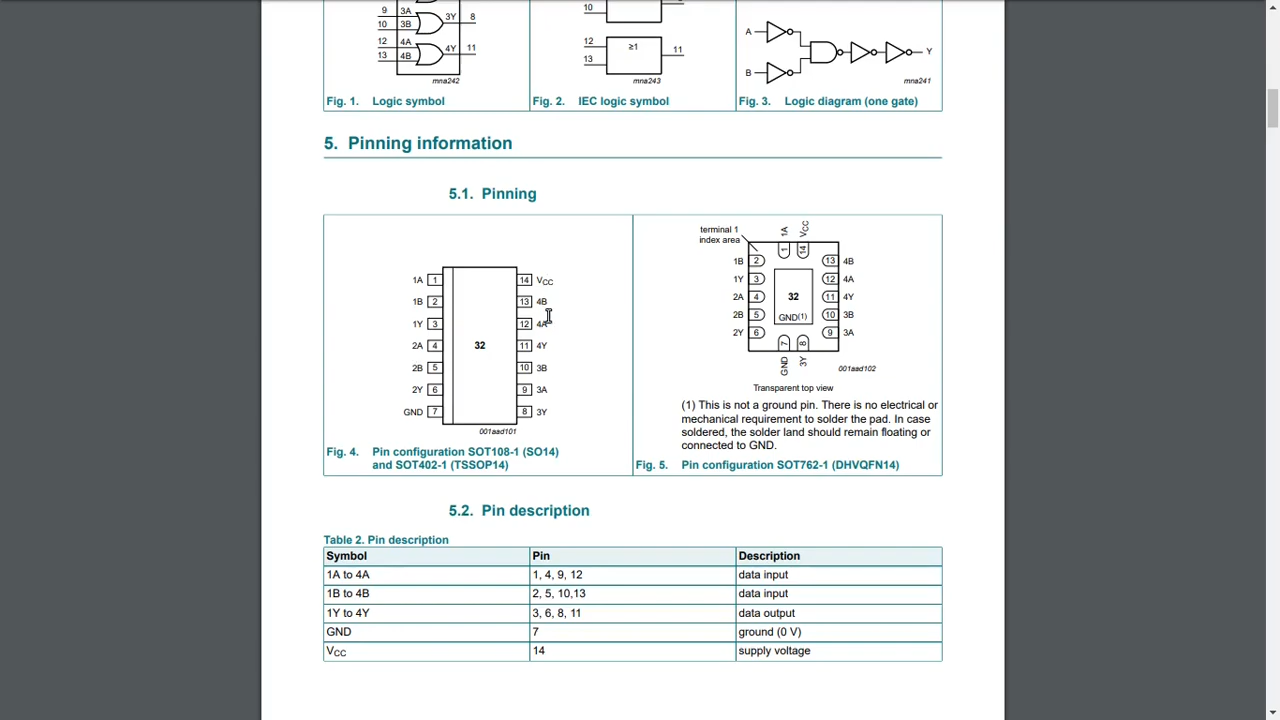 9 3A 3Y 8
10 3B
12 4A 4Y 11
13 4B
mna242
10
12 ≥1 11
13
mna243
A
Y
B
mna241
Fig. 1. Logic symbol
Fig. 2. IEC logic symbol
Fig. 3. Logic diagram (one gate)
5. Pinning information
5.1. Pinning
1A 1 14 VCC
1B 2 13 4B
1Y 3 12 4A
2A 4 32 11 4Y
2B 5 10 3B
2Y 6 9 3A
GND 7 8 3Y
001aad101
Fig. 4. Pin configuration SOT108-1 (SO14)
and SOT402-1 (TSSOP14)
terminal 1
index area
1A VCC
1 14
1B 2 13 4B
1Y 3 12 4A
2A 4 32 11 4Y
2B 5 GND(1) 10 3B
2Y 6 9 3A
7 8
GND 3Y
001aad102
Transparent top view
(1) This is not a ground pin. There is no electrical or
mechanical requirement to solder the pad. In case
soldered, the solder land should remain floating or
connected to GND.
Fig. 5. Pin configuration SOT762-1 (DHVQFN14)
5.2. Pin description
Table 2. Pin description
Symbol Pin Description
1A to 4A 1, 4, 9, 12 data input
1B to 4B 2, 5, 10,13 data input
1Y to 4Y 3, 6, 8, 11 data output
GND 7 ground (0 V)
VCC 14 supply voltage